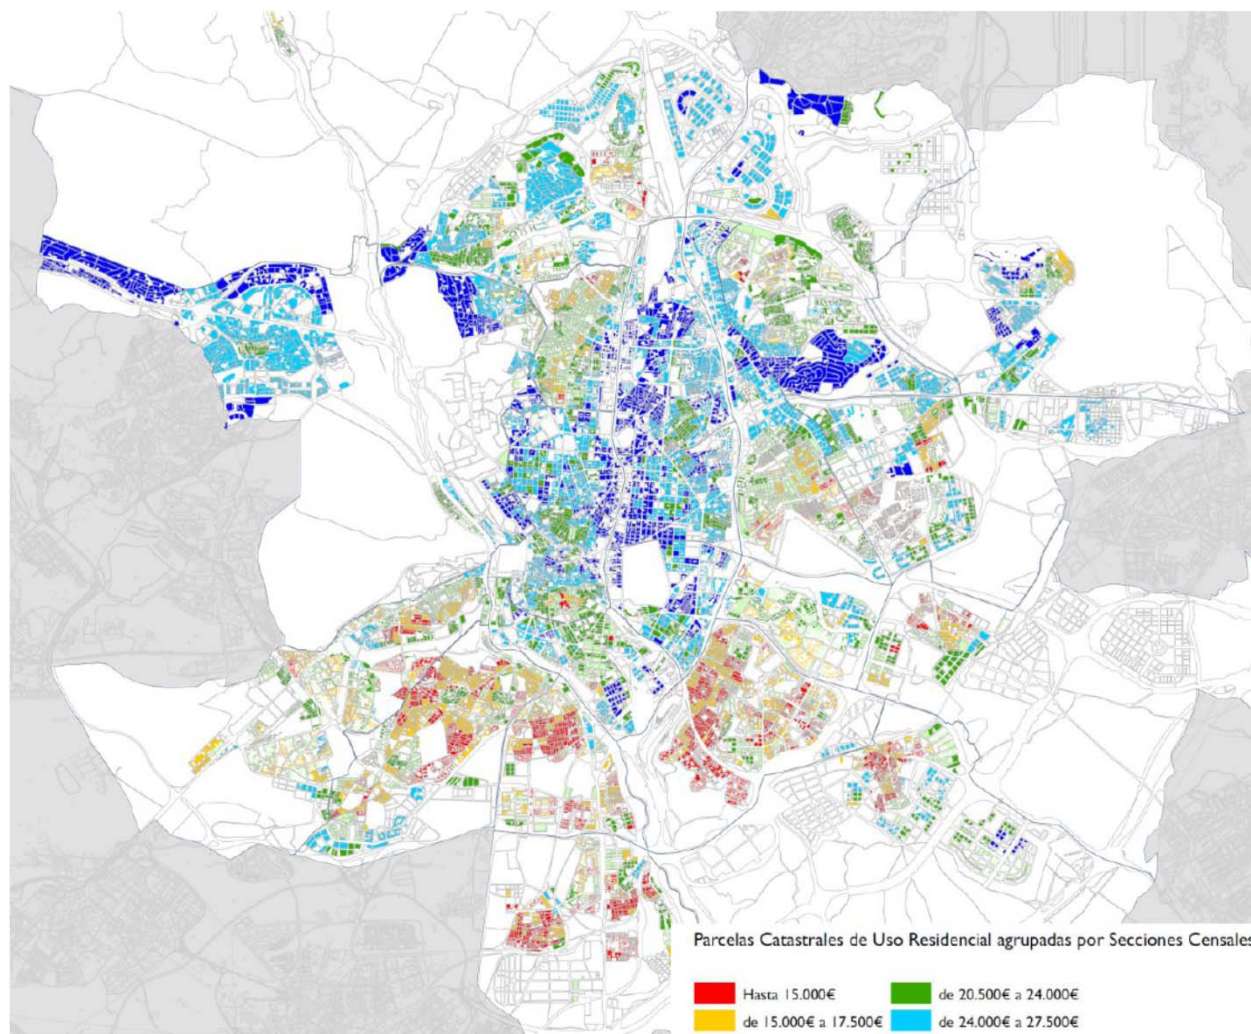 Parcelas Catastrales de Uso Residencial agrupadas por Secciones Censales
Hasta 15.000€
de 20.500€ a 24.000€
de 15.000€ a 17.500€
de 24.000€ a 27.500€